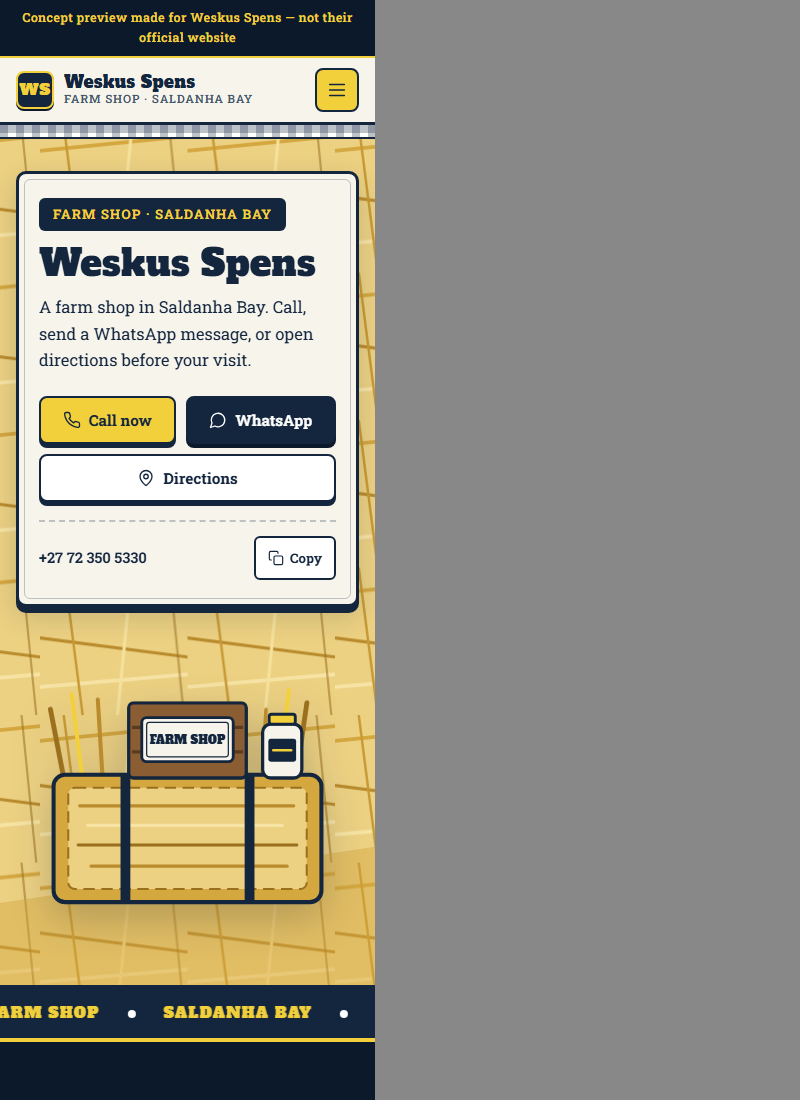 Concept preview made for Weskus Spens — not their
official website
WS
Weskus Spens
FARM SHOP · SALDANHA BAY
FARM SHOP · SALDANHA BAY
Weskus Spens
A farm shop in Saldanha Bay. Call,
send a WhatsApp message, or open
directions before your visit.
Call now
WhatsApp
Directions
+27 72 350 5330
Copy
FARM SHOP
ARM SHOP • SALDANHA BAY •